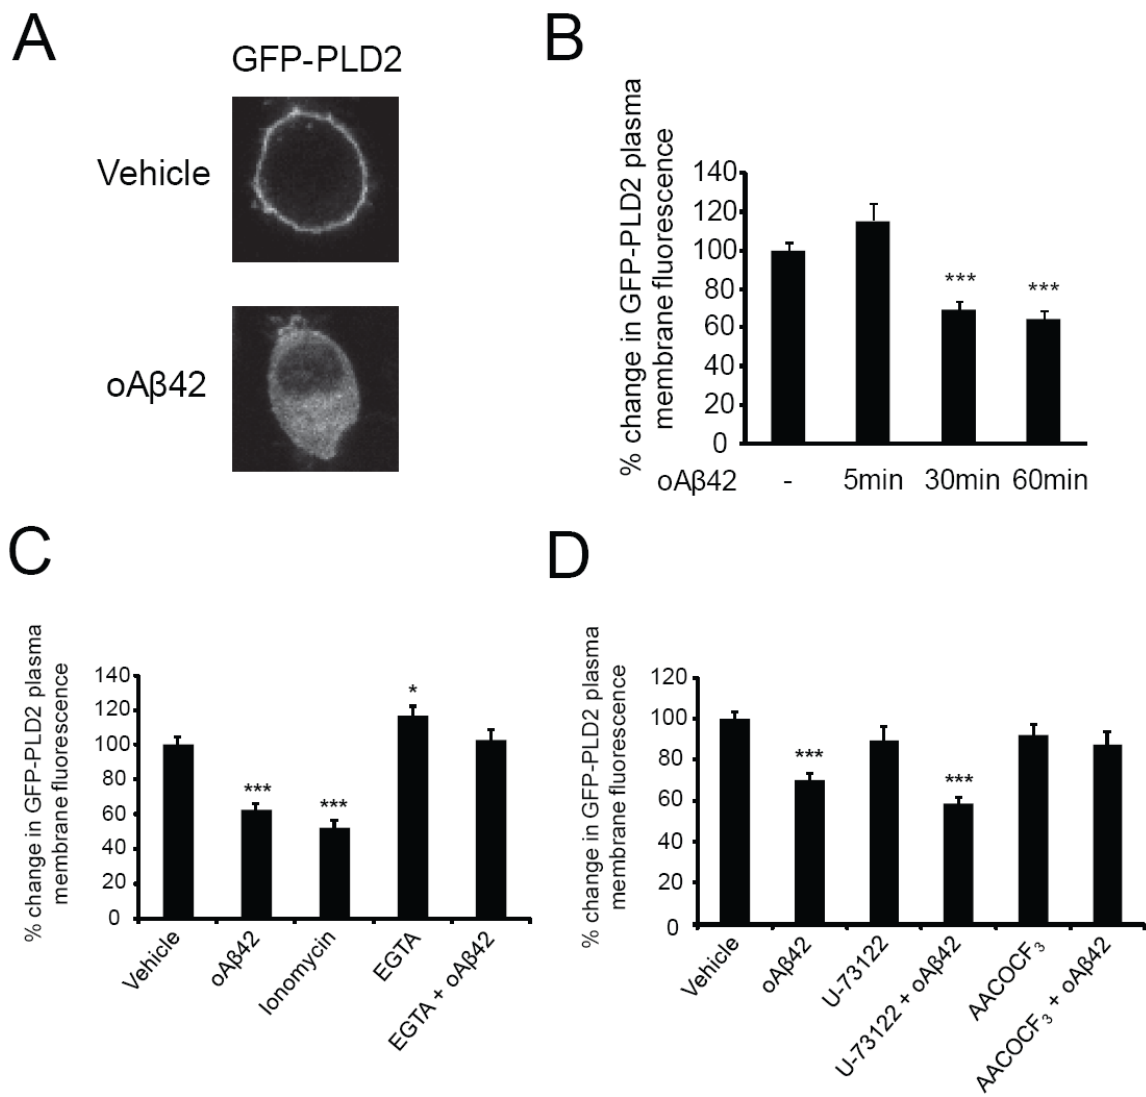 A
GFP-PLD2
Vehicle
oAβ42
B
% change in GFP-PLD2 plasma
membrane fluorescence
140
120
100
80
60
40
20
0
***
***
oAβ42 - 5min 30min 60min
C
% change in GFP-PLD2 plasma
membrane fluorescence
140
120
100
80
60
40
20
0
***
***
*
Vehicle
oAβ42
Ionomycin
EGTA
EGTA + oAβ42
D
% change in GFP-PLD2 plasma
membrane fluorescence
120
100
80
60
40
20
0
***
***
Vehicle
oAβ42
U-73122
U-73122 + oAβ42
AACOCF₃
AACOCF₃ + oAβ42